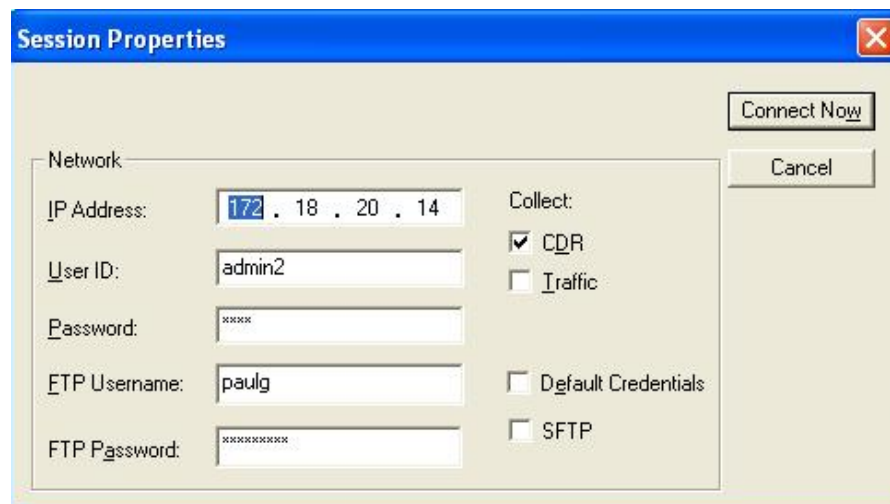 Session Properties
Connect Now
Cancel
Network
IP Address: 172 . 18 . 20 . 14
Collect:
CDR
User ID: admin2
Traffic
Password: ****
FTP Username: paulg
Default Credentials
SFTP
FTP Password: *********